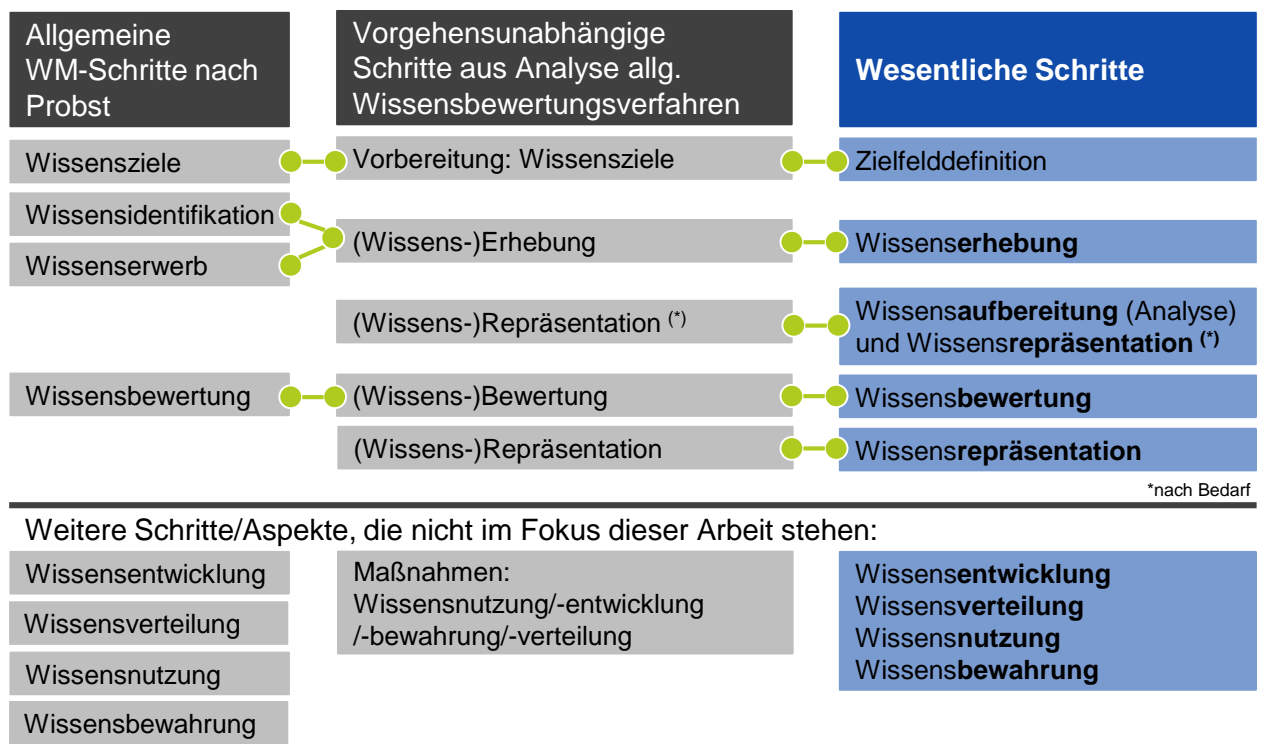 Allgemeine
WM-Schritte nach
Probst
Vorgehensunabhängige
Schritte aus Analyse allg.
Wissensbewertungsverfahren
Wesentliche Schritte
Wissensziele
Vorbereitung: Wissensziele
Zielfelddefinition
Wissensidentifikation
Wissenserwerb
(Wissens-)Erhebung
Wissenserhebung
(Wissens-)Repräsentation (*)
Wissensaufbereitung (Analyse)
und Wissensrepräsentation (*)
Wissensbewertung
(Wissens-)Bewertung
Wissensbewertung
(Wissens-)Repräsentation
Wissensrepräsentation
*nach Bedarf
Weitere Schritte/Aspekte, die nicht im Fokus dieser Arbeit stehen:
Wissensentwicklung
Wissensverteilung
Wissensnutzung
Wissensbewahrung
Maßnahmen:
Wissensnutzung/-entwicklung
/-bewahrung/-verteilung
Wissensentwicklung
Wissensverteilung
Wissensnutzung
Wissensbewahrung